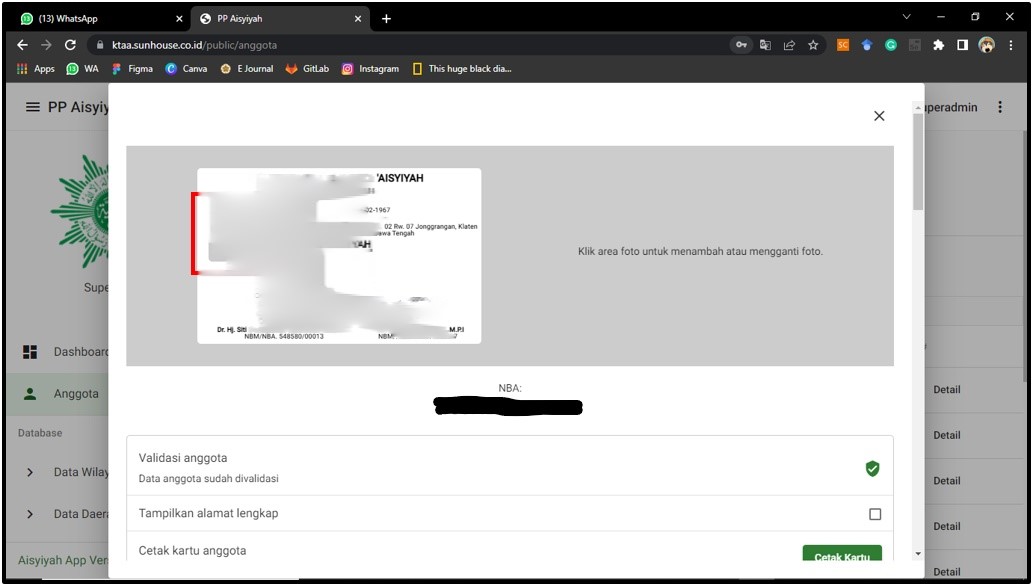 (13) WhatsApp
PP Aisyiyah
ktaa.sunhouse.co.id/public/anggota
Apps WA Figma Canva E Journal GitLab Instagram This huge black dia...
PP Aisyiy
peradmin
'AISYIYAH
02-1967
02 Rw. 07 Jonggrangan, Klaten
awa Tengah
AH
Klik area foto untuk menambah atau mengganti foto.
Supe
Dr. Hj. Siti
M.P.I
NBM/NBA. 548580/00013
NBM:
7
Dashboard
NBA:
Anggota
Detail
Database
Detail
Validasi anggota
Data anggota sudah divalidasi
Data Wilay
Detail
Tampilkan alamat lengkap
Data Daera
Detail
Cetak kartu anggota
Cetak Kartu
Aisyiyah App Vers
Detail